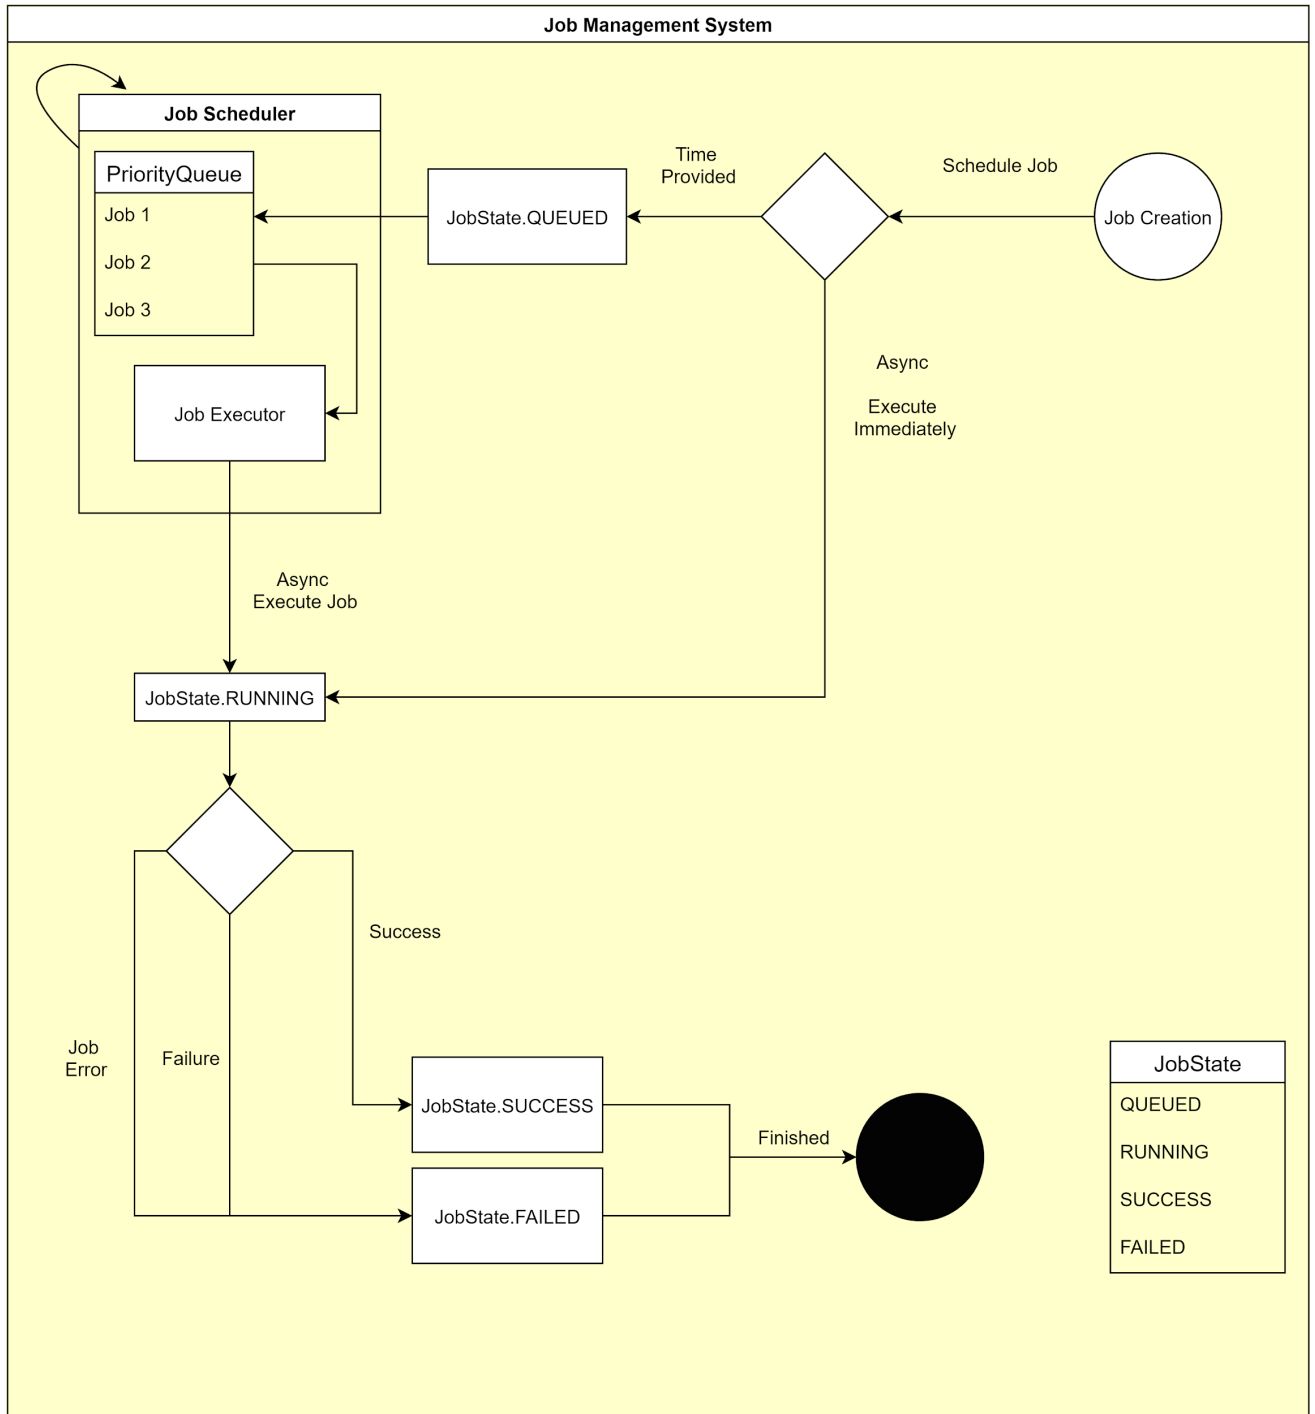 Job Management System
Job Scheduler
PriorityQueue
Job 1
Job 2
Job 3
Job Executor
JobState.QUEUED
Time
Provided
Schedule Job
Job Creation
Async
Execute
Immediately
Async
Execute Job
JobState.RUNNING
Success
Job
Error
Failure
JobState.SUCCESS
JobState.FAILED
Finished
JobState
QUEUED
RUNNING
SUCCESS
FAILED